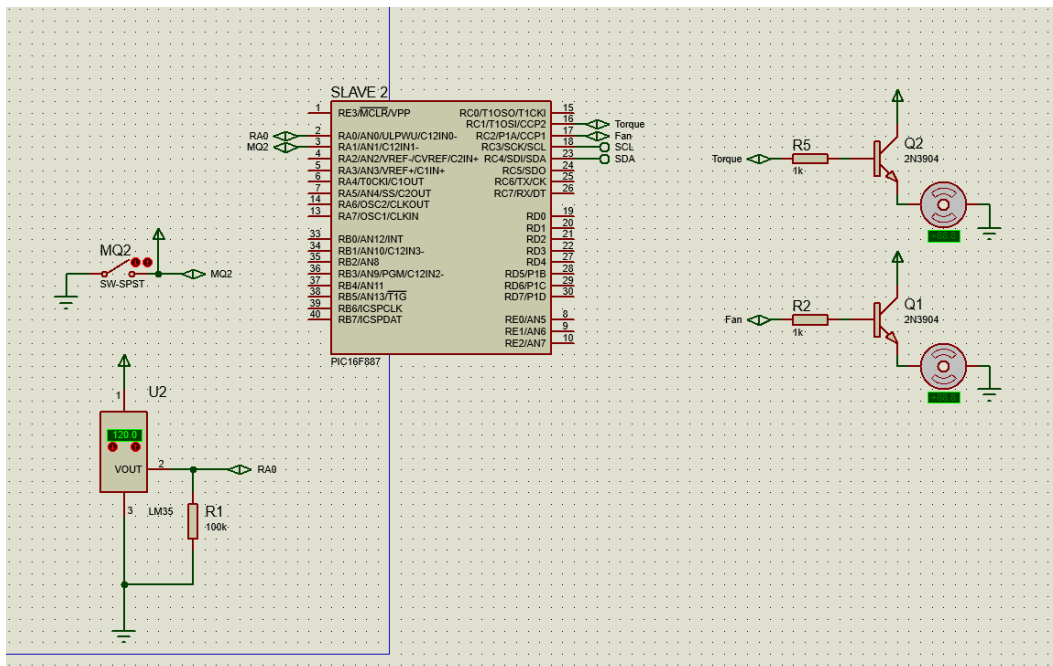 SLAVE 2
1 RE3/MCLR/VPP
RA0 2 RA0/AN0/ULPWU/C12IN0-
MQ2 3 RA1/AN1/C12IN1-
4 RA2/AN2/VREF-/CVREF/C2IN+
5 RA3/AN3/VREF+/C1IN+
6 RA4/T0CKI/C1OUT
7 RA5/AN4/SS/C2OUT
14 RA6/OSC2/CLKOUT
13 RA7/OSC1/CLKIN
33 RB0/AN12/INT
34 RB1/AN10/C12IN3-
35 RB2/AN8
36 RB3/AN9/PGM/C12IN2-
37 RB4/AN11
38 RB5/AN13/T1G
39 RB6/ICSPCLK
40 RB7/ICSPDAT
RC0/T1OSO/T1CKI 15
RC1/T1OSI/CCP2 16 Torque
RC2/P1A/CCP1 17 Fan
RC3/SCK/SCL 18 SCL
RC4/SDI/SDA 23 SDA
RC5/SDO 24
RC6/TX/CK 25
RC7/RX/DT 26
RD0 19
RD1 20
RD2 21
RD3 22
RD4 27
RD5/P1B 28
RD6/P1C 29
RD7/P1D 30
RE0/AN5 8
RE1/AN6 9
RE2/AN7 10
PIC16F887
MQ2
MQ2
SW-SPST
U2
1
120.0
VOUT 2 RA0
3 LM35
R1
100k
R5
Torque
1k
Q2
2N3904
R2
Fan
1k
Q1
2N3904